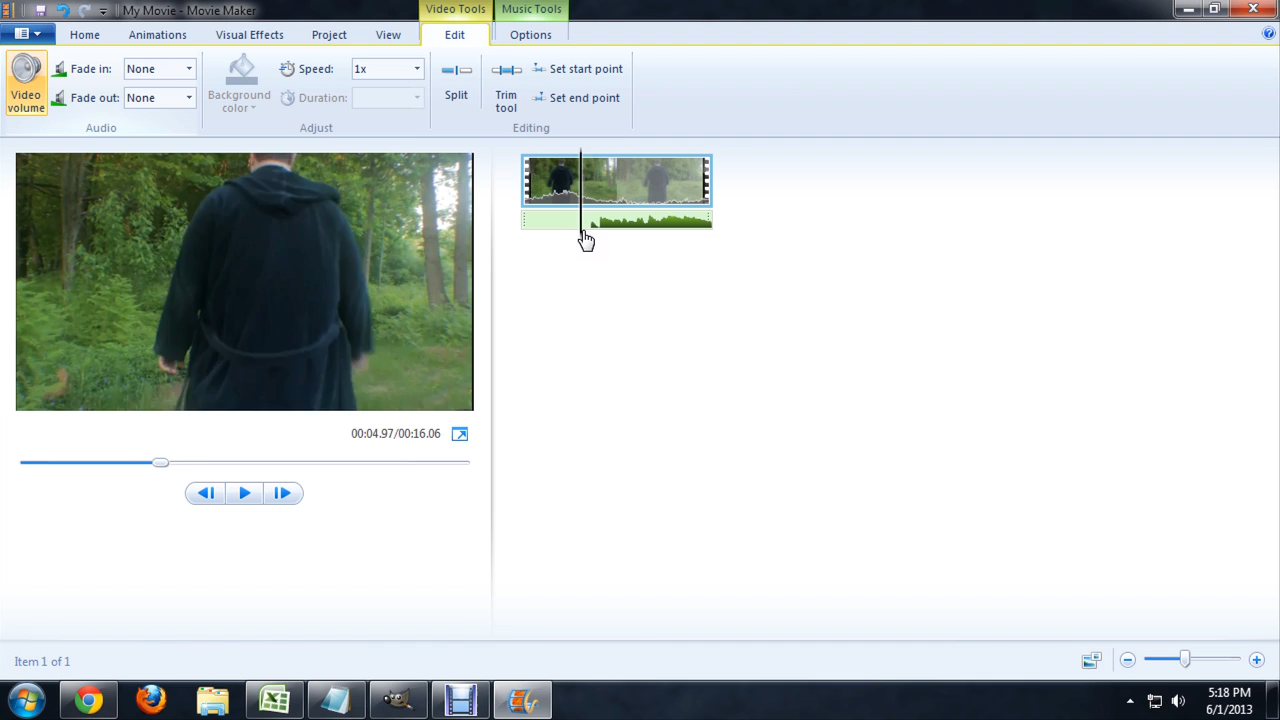 My Movie - Movie Maker
Video Tools
Music Tools
Home
Animations
Visual Effects
Project
View
Edit
Options
Video volume
Fade in: None
Fade out: None
Audio
Background color
Speed: 1x
Duration:
Adjust
Split
Trim tool
Set start point
Set end point
Editing
00:04.97/00:16.06
Item 1 of 1
5:18 PM
6/1/2013